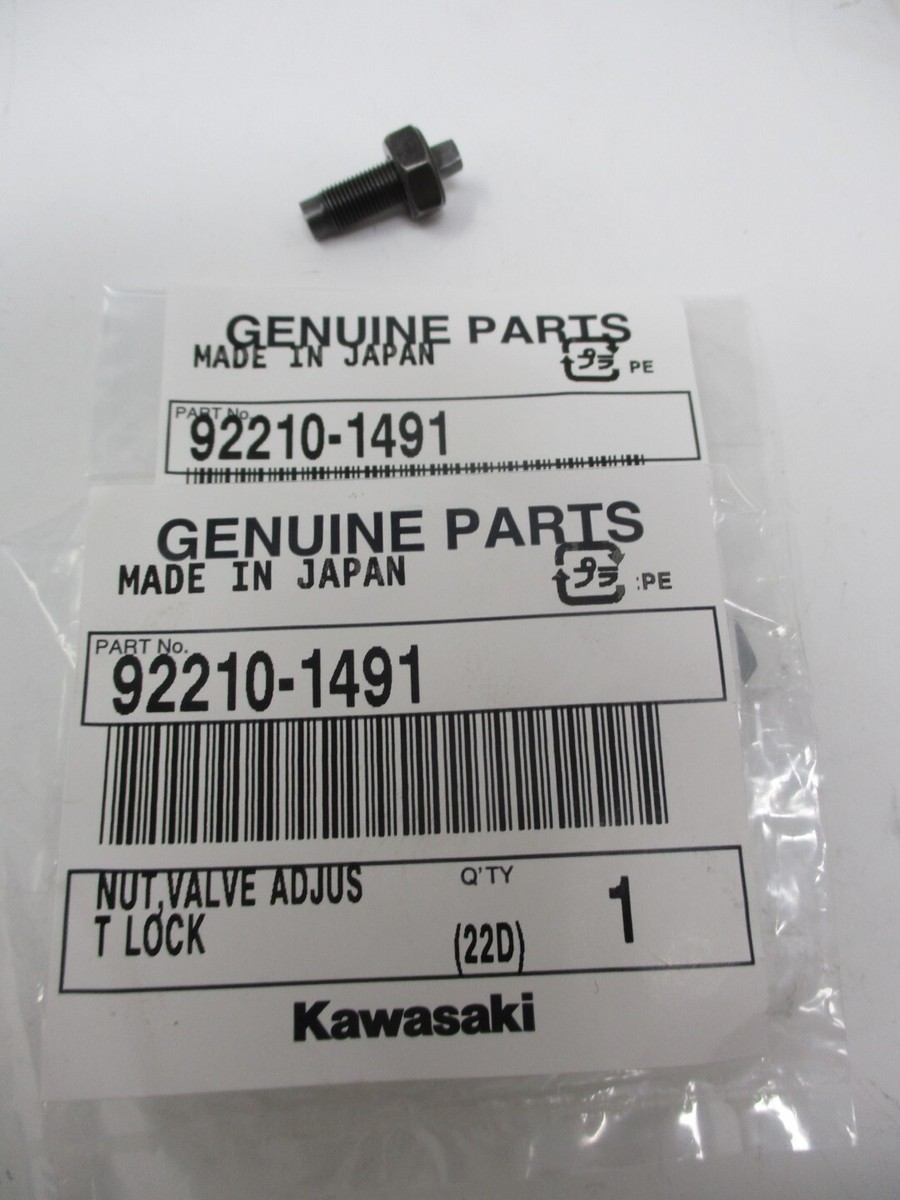 GENUINE PARTS
MADE IN JAPAN
プラ PE
PART No.
92210-1491
GENUINE PARTS
MADE IN JAPAN
プラ :PE
PART No.
92210-1491
NUT,VALVE ADJUS Q'TY
T LOCK (22D) 1
Kawasaki